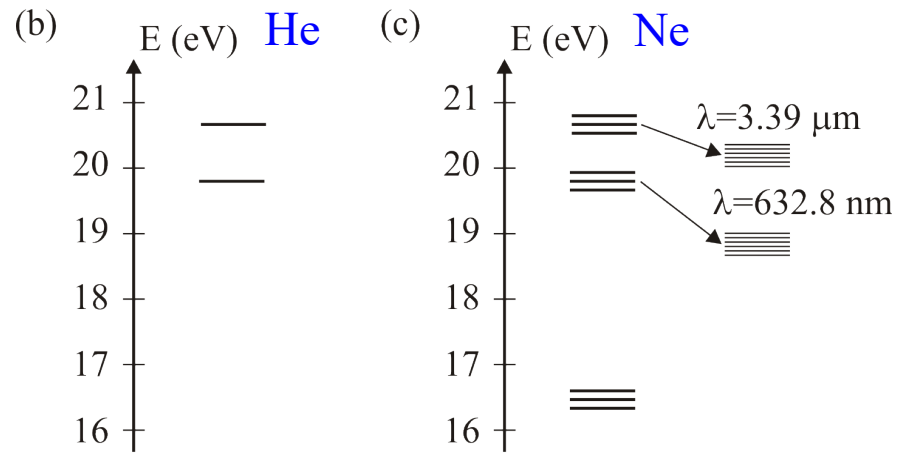 (b)
E (eV) He
21
20
19
18
17
16
(c)
E (eV) Ne
21
20
19
18
17
16
λ=3.39 μm
λ=632.8 nm